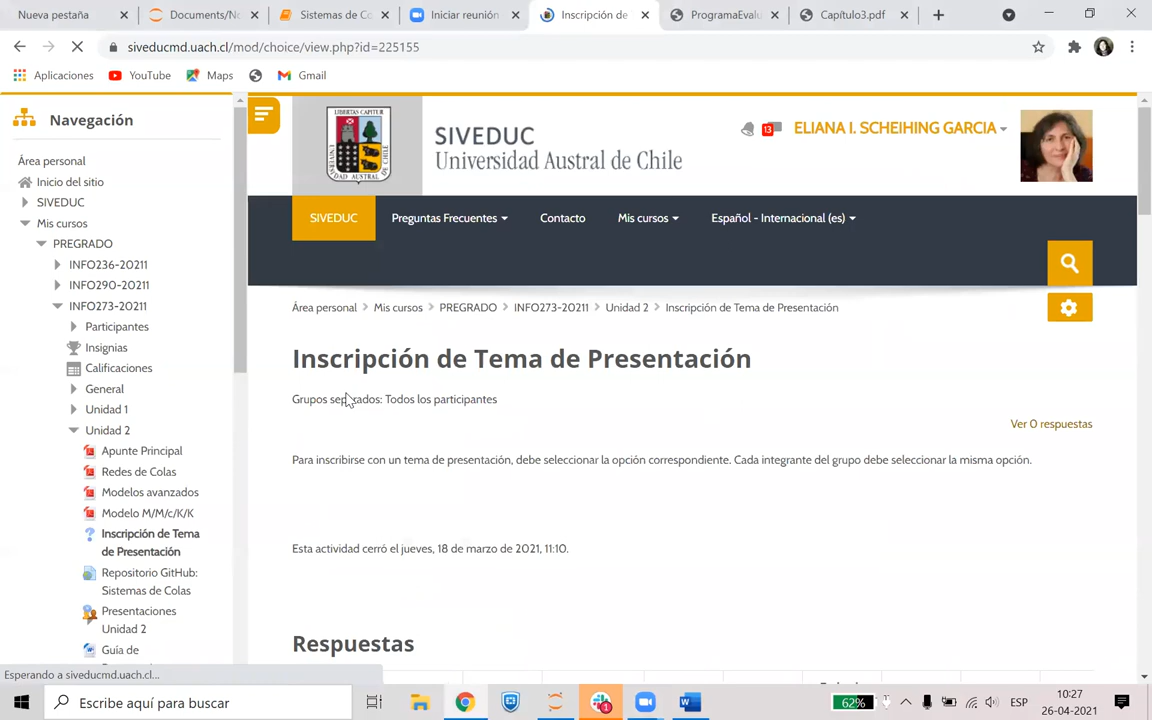 Nueva pestaña
Documents/No
Sistemas de Co
Iniciar reunión
Inscripción de
ProgramaEvalu
Capítulo3.pdf
siveducmd.uach.cl/mod/choice/view.php?id=225155
Aplicaciones
YouTube
Maps
Gmail
Navegación
Área personal
Inicio del sitio
SIVEDUC
Mis cursos
PREGRADO
INFO236-20211
INFO290-20211
INFO273-20211
Participantes
Insignias
Calificaciones
General
Unidad 1
Unidad 2
Apunte Principal
Redes de Colas
Modelos avanzados
Modelo M/M/c/K/K
Inscripción de Tema
de Presentación
Repositorio GitHub:
Sistemas de Colas
Presentaciones
Unidad 2
Guía de
LIBERTAS CAPITUR
SIVEDUC
Universidad Austral de Chile
13
ELIANA I. SCHEIHING GARCIA
SIVEDUC
Preguntas Frecuentes
Contacto
Mis cursos
Español - Internacional (es)
Área personal > Mis cursos > PREGRADO > INFO273-20211 > Unidad 2 > Inscripción de Tema de Presentación
Inscripción de Tema de Presentación
Grupos separados: Todos los participantes
Ver 0 respuestas
Para inscribirse con un tema de presentación, debe seleccionar la opción correspondiente. Cada integrante del grupo debe seleccionar la misma opción.
Esta actividad cerró el jueves, 18 de marzo de 2021, 11:10.
Respuestas
Esperando a siveducmd.uach.cl...
Escribe aquí para buscar
62%
ESP
10:27
26-04-2021